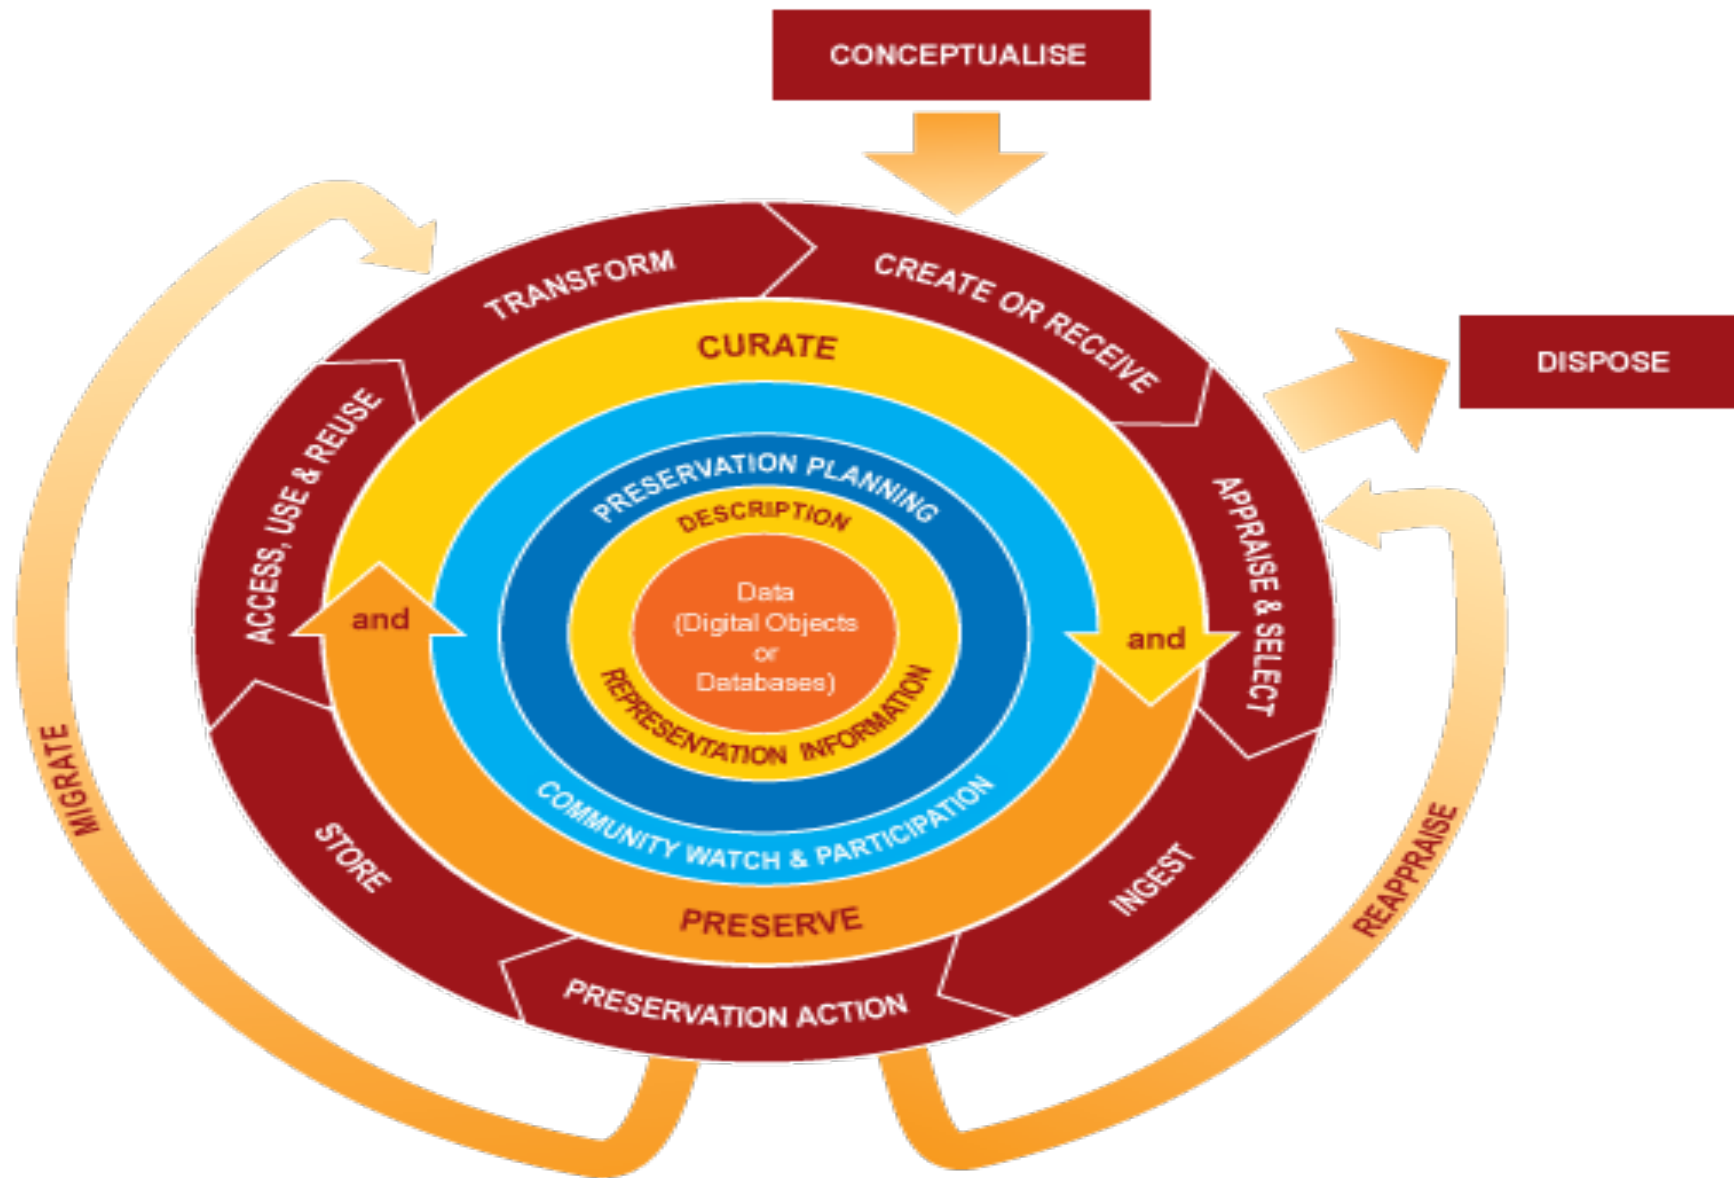 CONCEPTUALISE
TRANSFORM
CREATE OR RECEIVE
CURATE
DISPOSE
ACCESS, USE & REUSE
PRESERVATION PLANNING
APPRAISE & SELECT
DESCRIPTION
Data
(Digital Objects
or
Databases)
and
and
REPRESENTATION INFORMATION
COMMUNITY WATCH & PARTICIPATION
MIGRATE
STORE
PRESERVE
INGEST
REAPPRAISE
PRESERVATION ACTION